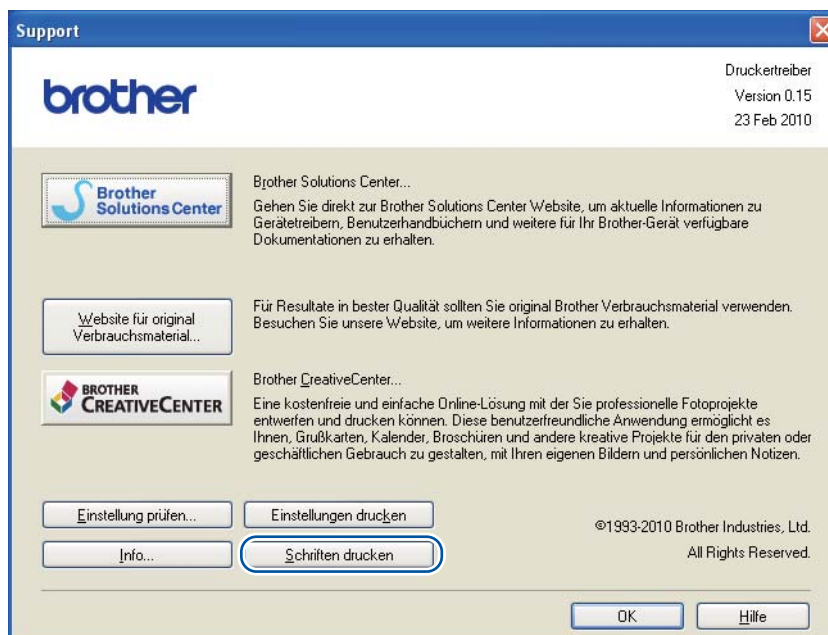 Support
brother
Druckertreiber
Version 0.15
23 Feb 2010
Brother
Solutions Center
Brother Solutions Center...
Gehen Sie direkt zur Brother Solutions Center Website, um aktuelle Informationen zu
Gerätetreibern, Benutzerhandbüchern und weitere für Ihr Brother-Gerät verfügbare
Dokumentationen zu erhalten.
Website für original
Verbrauchsmaterial...
Für Resultate in bester Qualität sollten Sie original Brother Verbrauchsmaterial verwenden.
Besuchen Sie unsere Website, um weitere Informationen zu erhalten.
BROTHER
CREATIVECENTER
Brother CreativeCenter...
Eine kostenfreie und einfache Online-Lösung mit der Sie professionelle Fotoprojekte
entwerfen und drucken können. Diese benutzerfreundliche Anwendung ermöglicht es
Ihnen, Grußkarten, Kalender, Broschüren und andere kreative Projekte für den privaten oder
geschäftlichen Gebrauch zu gestalten, mit Ihren eigenen Bildern und persönlichen Notizen.
Einstellung prüfen...
Einstellungen drucken
Info...
Schriften drucken
©1993-2010 Brother Industries, Ltd.
All Rights Reserved.
OK
Hilfe